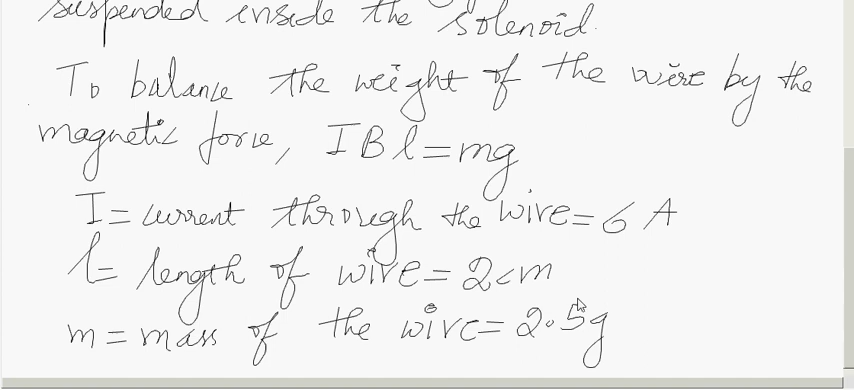 suspended inside the solenoid.
To balance the weight of the wire by the
magnetic force, IBl=mg
I= current through the wire=6 A
l= length of wire=2cm
m=mass of the wire=2.5g